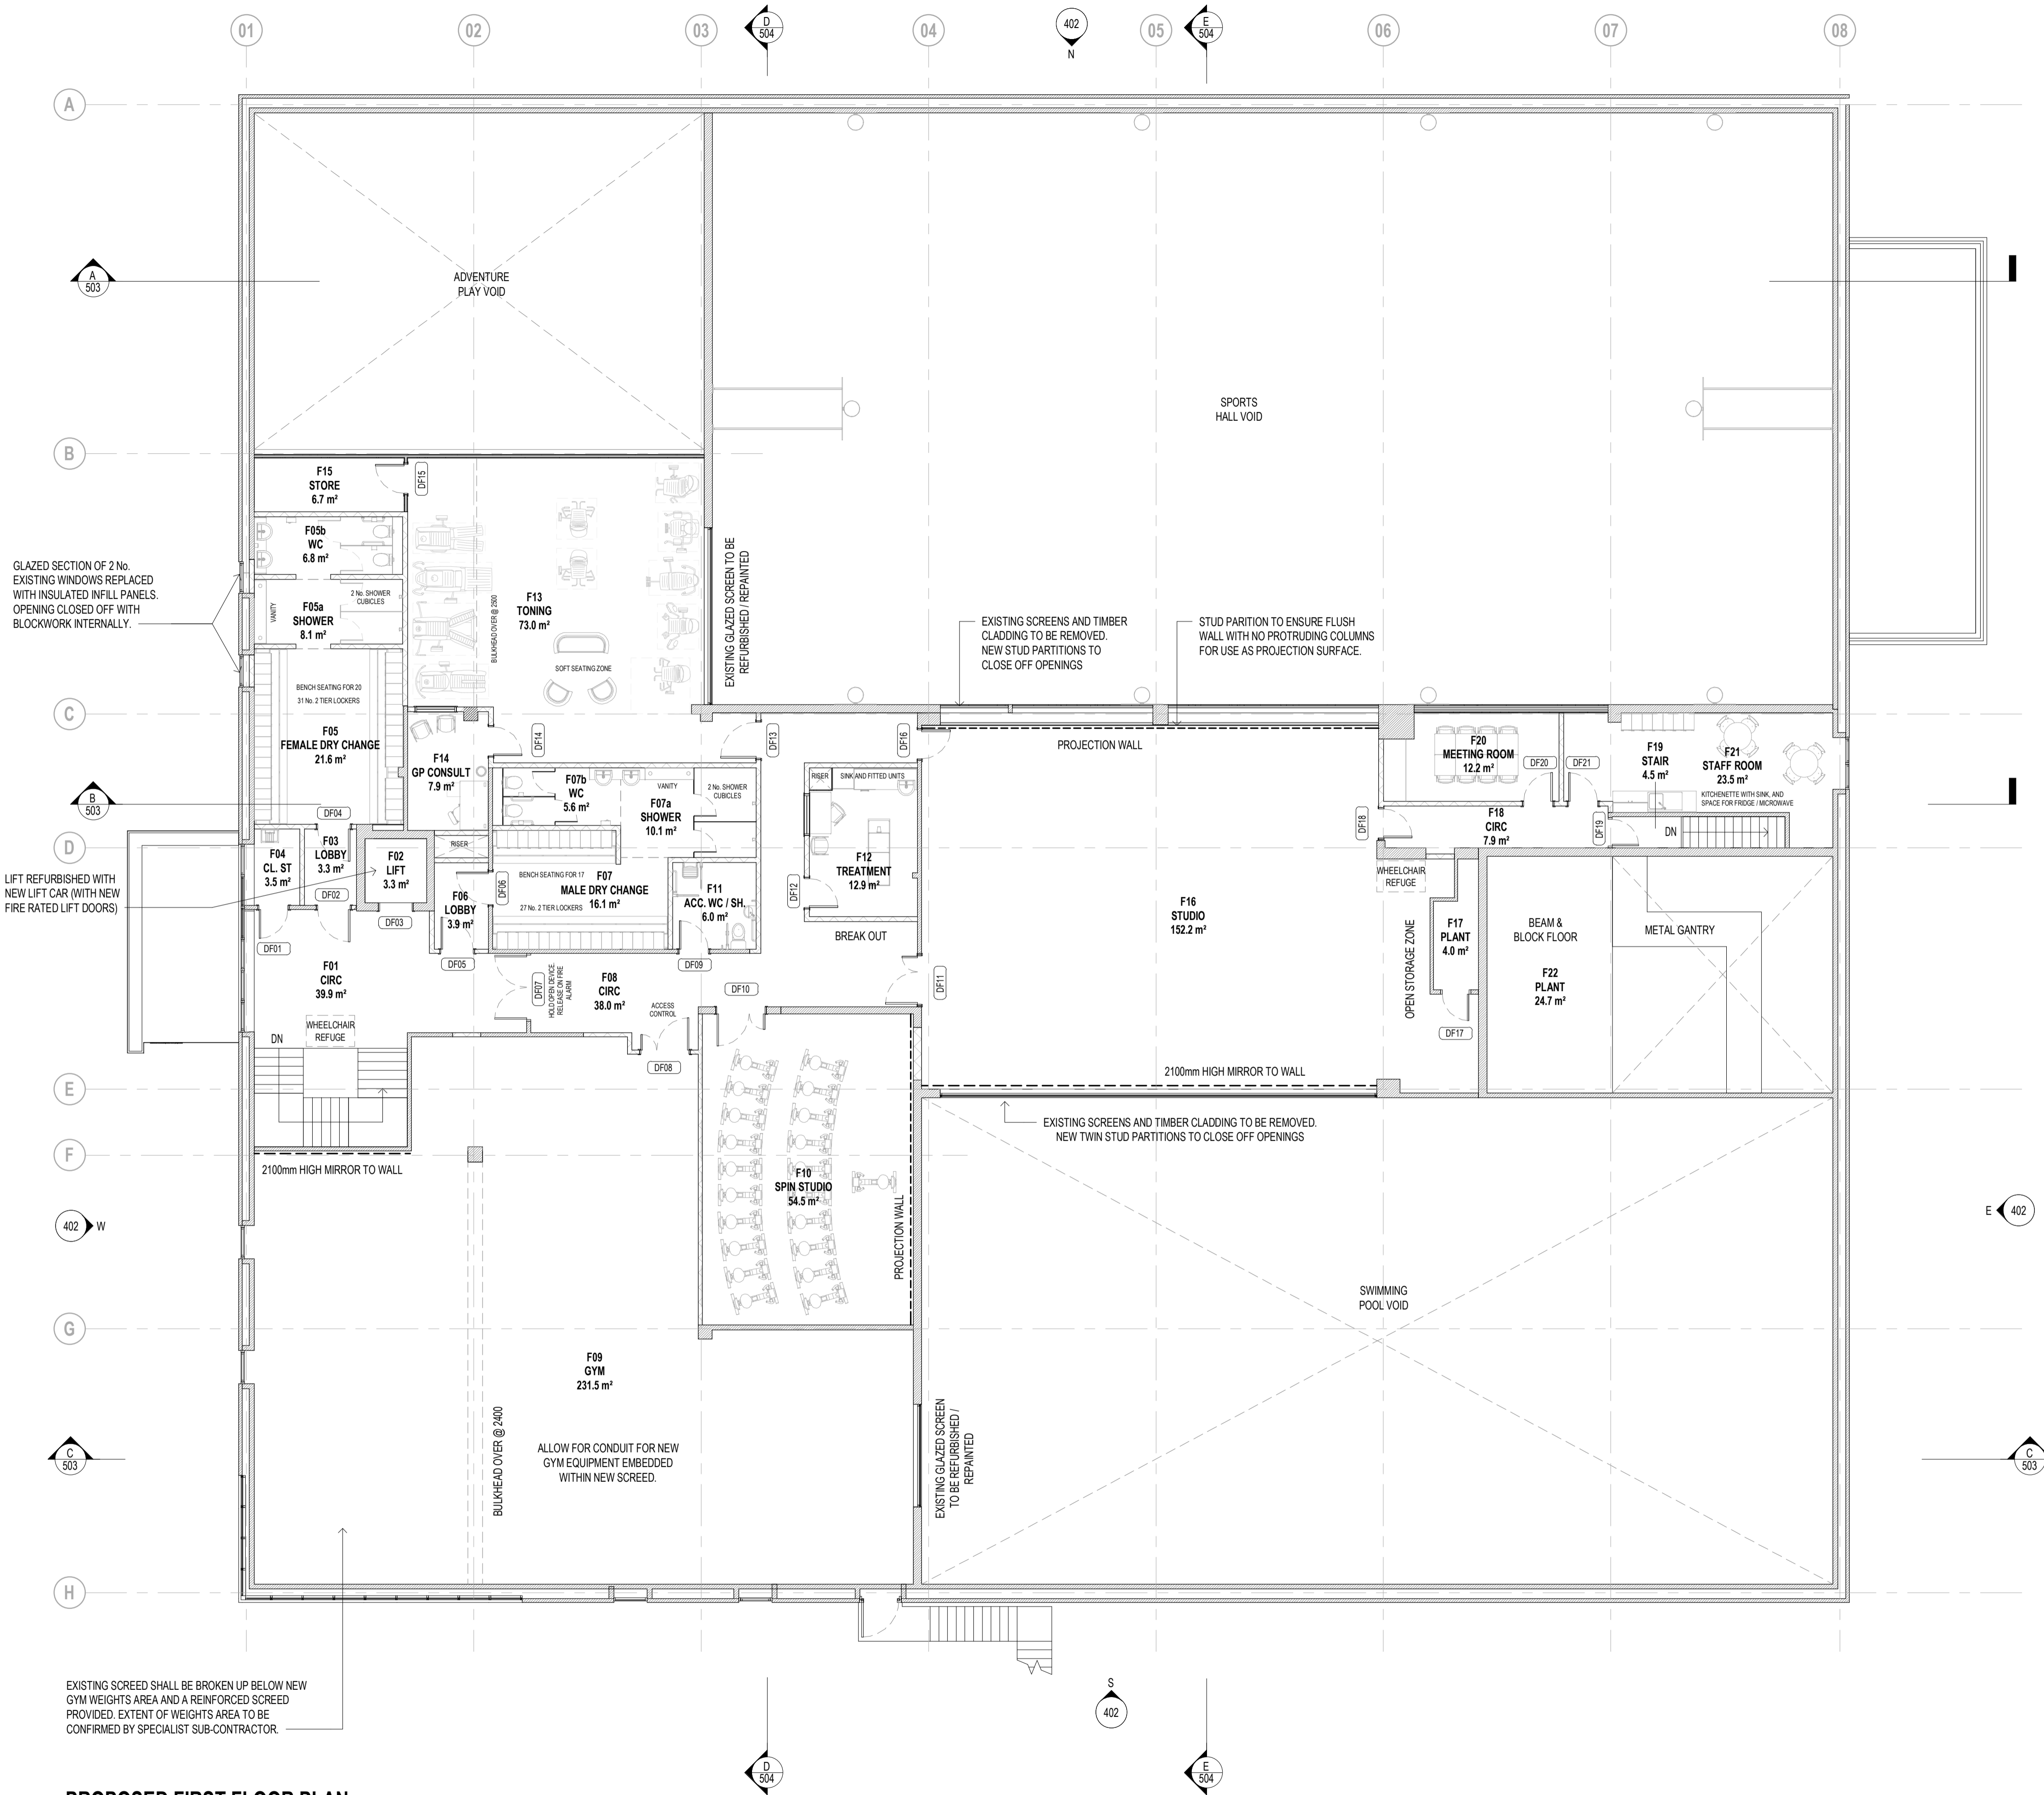 01
02
03
D
504
04
402
N
05
E
504
06
07
08
A
A
503
ADVENTURE
PLAY VOID
SPORTS
HALL VOID
B
F15
STORE
6.7 m²
DF15
F05b
WC
6.8 m²
GLAZED SECTION OF 2 No.
EXISTING WINDOWS REPLACED
WITH INSULATED INFILL PANELS.
OPENING CLOSED OFF WITH
BLOCKWORK INTERNALLY.
VANITY
2 No. SHOWER
CUBICLES
F05a
SHOWER
8.1 m²
BULKHEAD OVER @ 2500
F13
TONING
73.0 m²
SOFT SEATING ZONE
EXISTING GLAZED SCREEN TO BE
REFURBISHED / REPAINTED
EXISTING SCREENS AND TIMBER
CLADDING TO BE REMOVED.
NEW STUD PARTITIONS TO
CLOSE OFF OPENINGS
STUD PARITION TO ENSURE FLUSH
WALL WITH NO PROTRUDING COLUMNS
FOR USE AS PROJECTION SURFACE.
BENCH SEATING FOR 20
31 No. 2 TIER LOCKERS
C
F05
FEMALE DRY CHANGE
21.6 m²
F14
GP CONSULT
7.9 m²
DF14
DF13
DF16
PROJECTION WALL
F20
MEETING ROOM
12.2 m²
DF20
DF21
F19
STAIR
4.5 m²
F21
STAFF ROOM
23.5 m²
KITCHENETTE WITH SINK, AND
SPACE FOR FRIDGE / MICROWAVE
F07b
WC
5.6 m²
VANITY
2 No. SHOWER
CUBICLES
F07a
SHOWER
10.1 m²
RISER
SINK AND FITTED UNITS
B
503
DF04
DF18
F18
CIRC
7.9 m²
DF19
DN
D
F04
CL. ST
3.5 m²
F03
LOBBY
3.3 m²
F02
LIFT
3.3 m²
RISER
LIFT REFURBISHED WITH
NEW LIFT CAR (WITH NEW
FIRE RATED LIFT DOORS)
DF02
DF03
DF01
F06
LOBBY
3.9 m²
DF06
DF05
BENCH SEATING FOR 17
F07
MALE DRY CHANGE
16.1 m²
27 No. 2 TIER LOCKERS
F11
ACC. WC / SH.
6.0 m²
DF12
F12
TREATMENT
12.9 m²
BREAK OUT
WHEELCHAIR
REFUGE
F16
STUDIO
152.2 m²
OPEN STORAGE ZONE
F17
PLANT
4.0 m²
DF17
BEAM &
BLOCK FLOOR
F22
PLANT
24.7 m²
METAL GANTRY
F01
CIRC
39.9 m²
DF07
HOLD OPEN DEVICE.
RELEASE ON FIRE
ALARM
F08
CIRC
38.0 m²
DF09
DF10
DF11
ACCESS
CONTROL
WHEELCHAIR
REFUGE
DN
DF08
E
2100mm HIGH MIRROR TO WALL
EXISTING SCREENS AND TIMBER CLADDING TO BE REMOVED.
NEW TWIN STUD PARTITIONS TO CLOSE OFF OPENINGS
F
2100mm HIGH MIRROR TO WALL
F10
SPIN STUDIO
54.5 m²
PROJECTION WALL
402
W
E
402
SWIMMING
POOL VOID
G
F09
GYM
231.5 m²
BULKHEAD OVER @ 2400
ALLOW FOR CONDUIT FOR NEW
GYM EQUIPMENT EMBEDDED
WITHIN NEW SCREED.
EXISTING GLAZED SCREEN
TO BE REFURBISHED /
REPAINTED
C
503
C
503
H
EXISTING SCREED SHALL BE BROKEN UP BELOW NEW
GYM WEIGHTS AREA AND A REINFORCED SCREED
PROVIDED. EXTENT OF WEIGHTS AREA TO BE
CONFIRMED BY SPECIALIST SUB-CONTRACTOR.
S
402
D
504
E
504
PROPOSED FIRST FLOOR PLAN